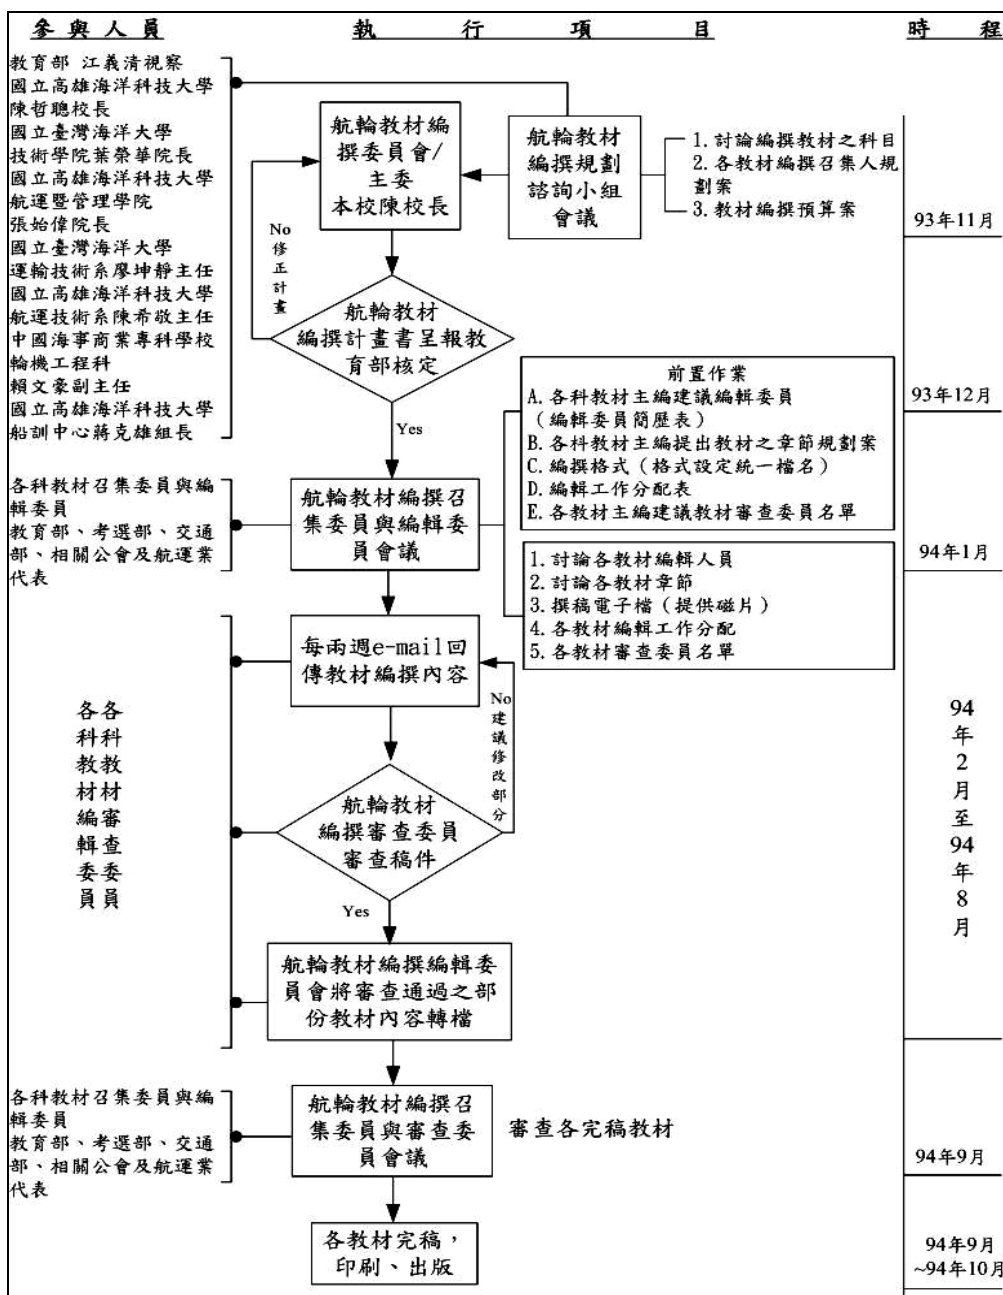 參與人員
執行項目
時程
教育部 江義清視察
國立高雄海洋科技大學
陳哲聰校長
國立臺灣海洋大學
技術學院葉榮華院長
國立高雄海洋科技大學
航運暨管理學院
張始偉院長
國立臺灣海洋大學
運輸技術系廖坤靜主任
國立高雄海洋科技大學
航運技術系陳希敬主任
中國海事商業專科學校
輪機工程科
賴文豪副主任
國立高雄海洋科技大學
船訓中心蔣克雄組長
航輪教材編
撰委員會/
主委
本校陳校長
航輪教材
編撰規劃
諮詢小組
會議
1. 討論編撰教材之科目
2. 各教材編撰召集人規
劃案
3. 教材編撰預算案
93年11月
No
修正計畫
航輪教材
編撰計畫書呈報教
育部核定
Yes
前置作業
A. 各科教材主編建議編輯委員
（編輯委員簡歷表）
B. 各科教材主編提出教材之章節規劃案
C. 編撰格式（格式設定統一檔名）
D. 編輯工作分配表
E. 各教材主編建議教材審查委員名單
93年12月
各科教材召集委員與編
輯委員
教育部、考選部、交通
部、相關公會及航運業
代表
航輪教材編撰召
集委員與編輯委
員會議
1. 討論各教材編輯人員
2. 討論各教材章節
3. 撰稿電子檔（提供磁片）
4. 各教材編輯工作分配
5. 各教材審查委員名單
94年1月
每兩週e-mail回
傳教材編撰內容
No
建議修改部分
各科教材編輯委員
各科教材審查委員
航輪教材
編撰審查委員
審查稿件
Yes
94年2月至94年8月
航輪教材編撰編輯委
員會將審查通過之部
份教材內容轉檔
各科教材召集委員與編
輯委員
教育部、考選部、交通
部、相關公會及航運業
代表
航輪教材編撰召
集委員與審查委
員會議
審查各完稿教材
94年9月
各教材完稿，
印刷、出版
94年9月
~94年10月